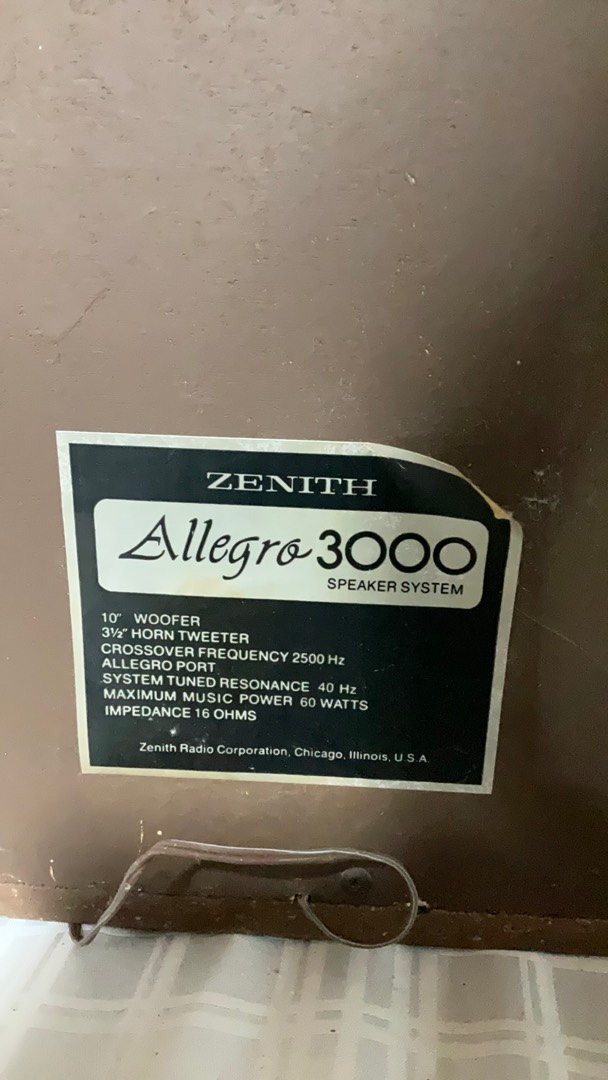 ZENITH
Allegro 3000
SPEAKER SYSTEM
10" WOOFER
3½" HORN TWEETER
CROSSOVER FREQUENCY 2500 Hz
ALLEGRO PORT
SYSTEM TUNED RESONANCE 40 Hz
MAXIMUM MUSIC POWER 60 WATTS
IMPEDANCE 16 OHMS
Zenith Radio Corporation, Chicago, Illinois, U.S.A.